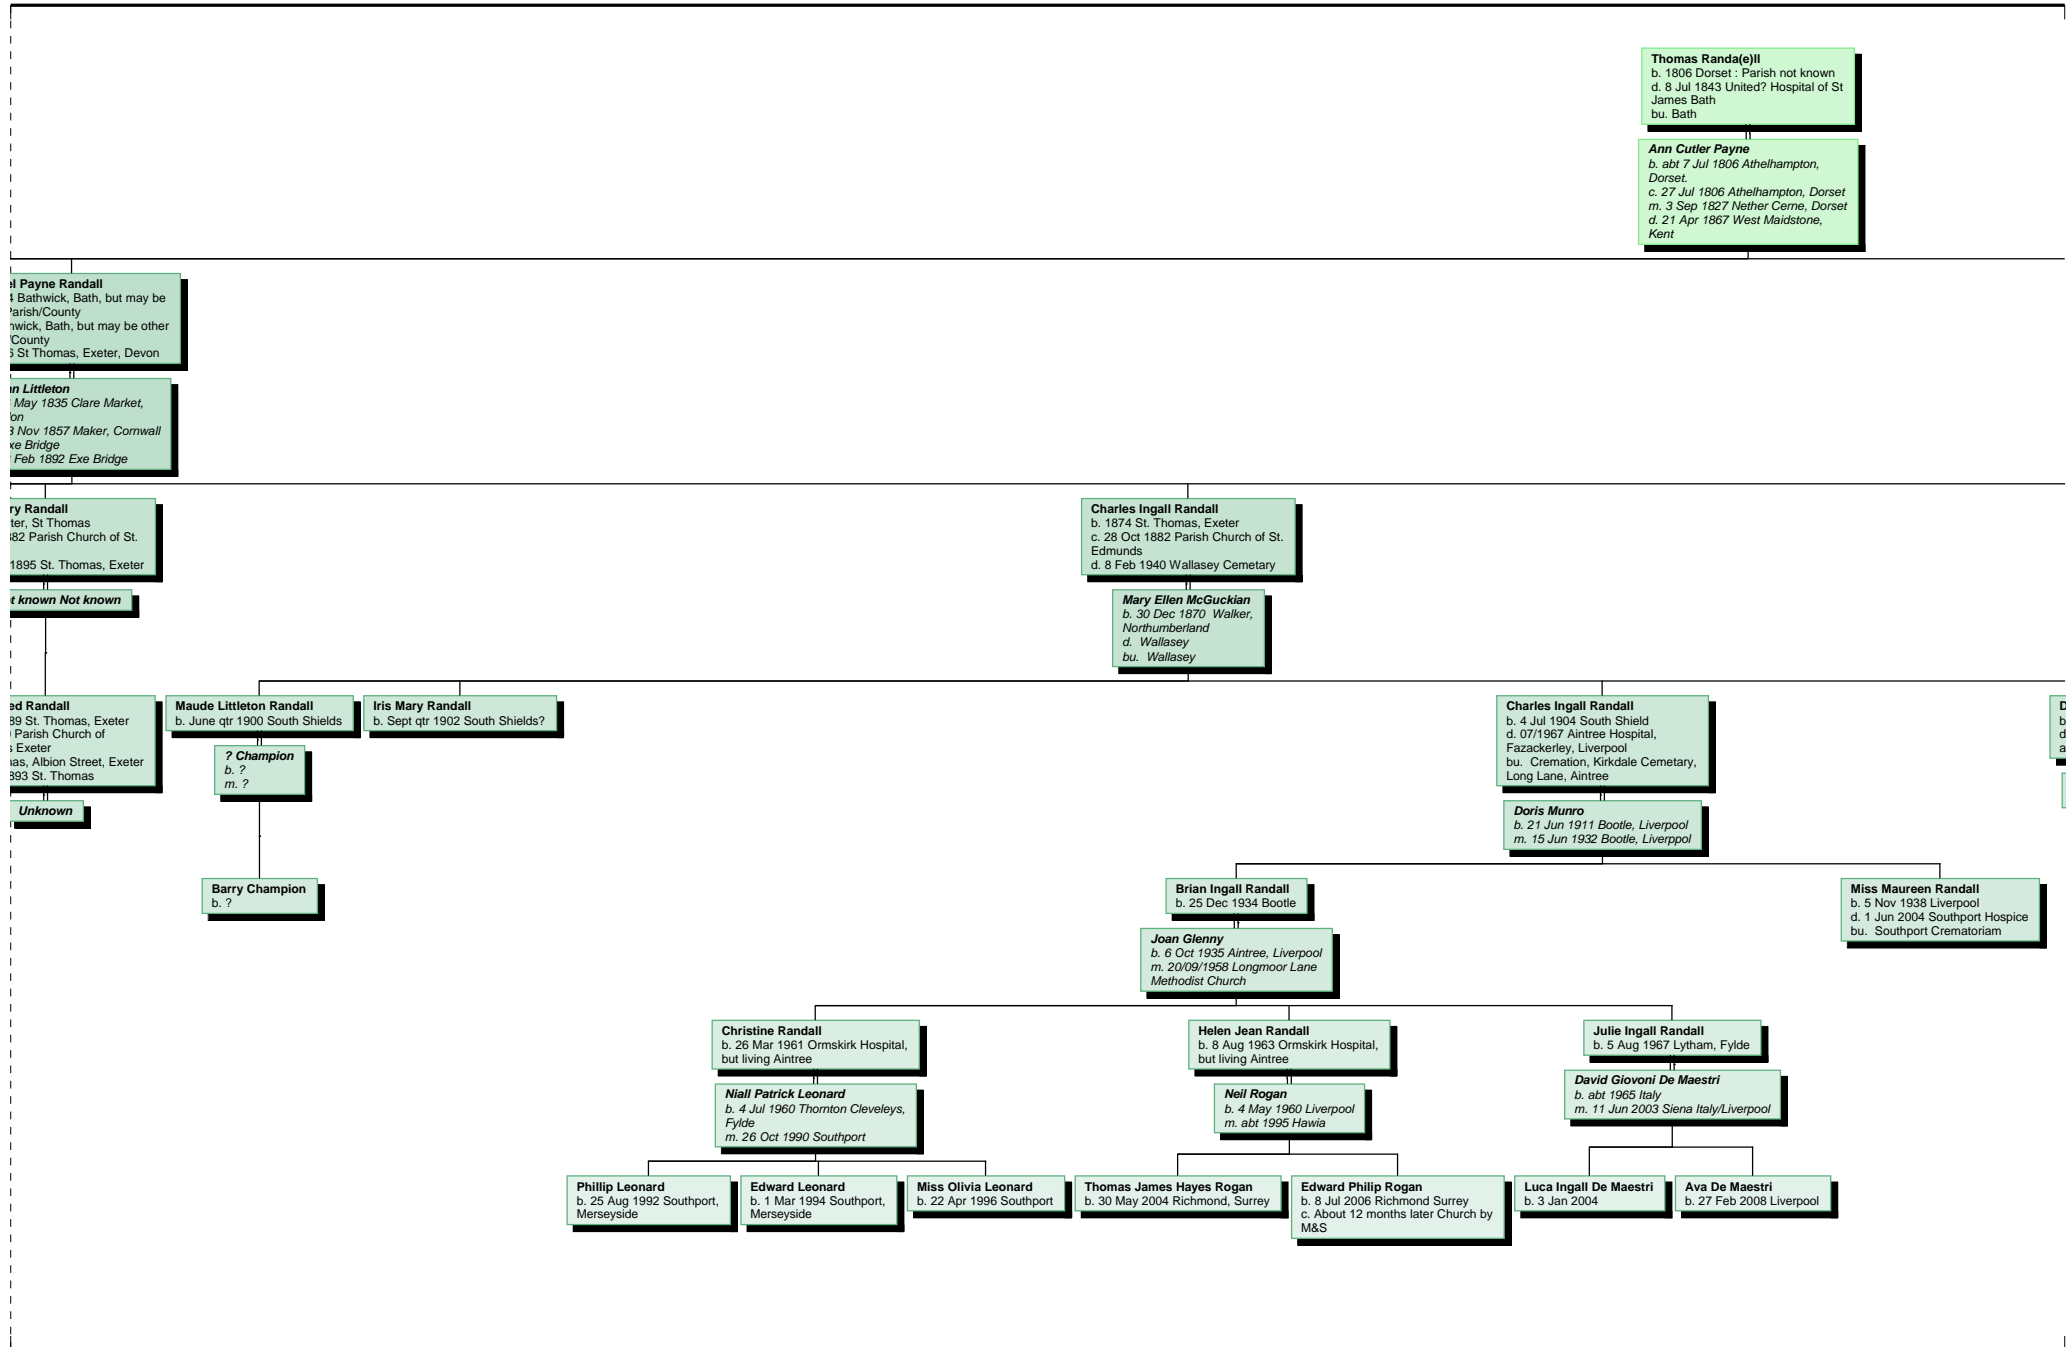 Thomas Randa(e)ll
b. 1806 Dorset : Parish not known
d. 8 Jul 1843 United? Hospital of St
James Bath
bu. Bath
Ann Cutler Payne
b. abt 7 Jul 1806 Athelhampton,
Dorset.
c. 27 Jul 1806 Athelhampton, Dorset
m. 3 Sep 1827 Nether Cerne, Dorset
d. 21 Apr 1867 West Maidstone,
Kent
Payne Randall
Bathwick, Bath, but may be
Parish/County
Bath, but may be other
/County
St Thomas, Exeter, Devon
Littleton
May 1835 Clare Market,
Nov 1857 Maker, Cornwall
Bridge
Feb 1892 Exe Bridge
Randall
St Thomas
Parish Church of St.
1895 St. Thomas, Exeter
known Not known
Charles Ingall Randall
b. 1874 St. Thomas, Exeter
c. 28 Oct 1882 Parish Church of St.
Edmunds
d. 8 Feb 1940 Wallasey Cemetary
Mary Ellen McGuckian
b. 30 Dec 1870 Walker,
Northumberland
d. Wallasey
bu. Wallasey
Randall
St. Thomas, Exeter
Parish Church of
Exeter
Albion Street, Exeter
St. Thomas
Unknown
Maude Littleton Randall
b. June qtr 1900 South Shields
? Champion
b. ?
m. ?
Barry Champion
b. ?
Iris Mary Randall
b. Sept qtr 1902 South Shields?
Charles Ingall Randall
b. 4 Jul 1904 South Shield
d. 07/1967 Aintree Hospital,
Fazackerley, Liverpool
bu. Cremation, Kirkdale Cemetary,
Long Lane, Aintree
Doris Munro
b. 21 Jun 1911 Bootle, Liverpool
m. 15 Jun 1932 Bootle, Liverppol
Brian Ingall Randall
b. 25 Dec 1934 Bootle
Joan Glenny
b. 6 Oct 1935 Aintree, Liverpool
m. 20/09/1958 Longmoor Lane
Methodist Church
Miss Maureen Randall
b. 5 Nov 1938 Liverpool
d. 1 Jun 2004 Southport Hospice
bu. Southport Crematoriam
Christine Randall
b. 26 Mar 1961 Ormskirk Hospital,
but living Aintree
Niall Patrick Leonard
b. 4 Jul 1960 Thornton Cleveleys,
Fylde
m. 26 Oct 1990 Southport
Helen Jean Randall
b. 8 Aug 1963 Ormskirk Hospital,
but living Aintree
Neil Rogan
b. 4 May 1960 Liverpool
m. abt 1995 Hawia
Julie Ingall Randall
b. 5 Aug 1967 Lytham, Fylde
David Giovoni De Maestri
b. abt 1965 Italy
m. 11 Jun 2003 Siena Italy/Liverpool
Phillip Leonard
b. 25 Aug 1992 Southport,
Merseyside
Edward Leonard
b. 1 Mar 1994 Southport,
Merseyside
Miss Olivia Leonard
b. 22 Apr 1996 Southport
Thomas James Hayes Rogan
b. 30 May 2004 Richmond, Surrey
Edward Philip Rogan
b. 8 Jul 2006 Richmond Surrey
c. About 12 months later Church by
M&S
Luca Ingall De Maestri
b. 3 Jan 2004
Ava De Maestri
b. 27 Feb 2008 Liverpool